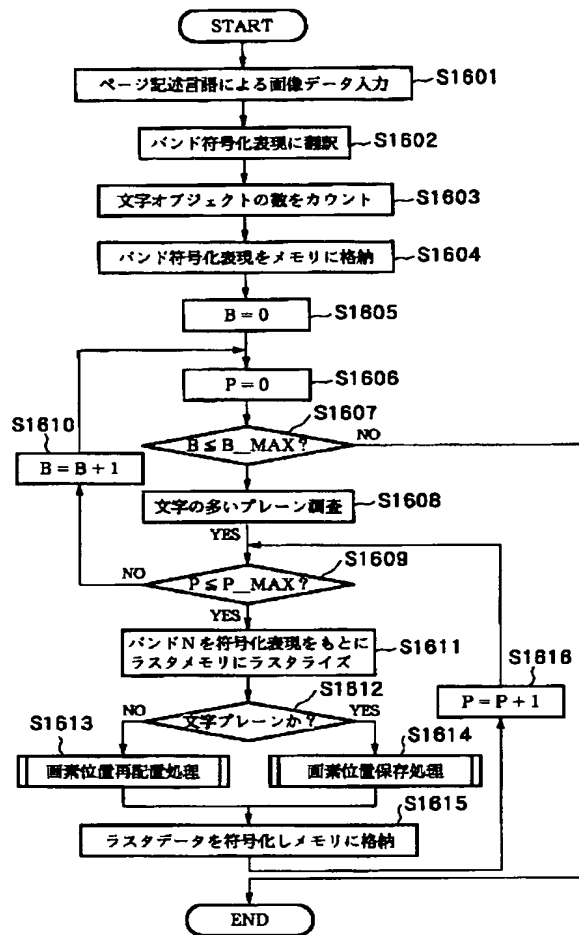 START
ページ記述言語による画像データ入力
S1601
バンド符号化表現に翻訳
S1602
文字オブジェクトの数をカウント
S1603
バンド符号化表現をメモリに格納
S1604
B = 0
S1605
P = 0
S1606
S1607
B ≦ B__MAX ?
NO
S1610
B = B + 1
文字の多いプレーン調査
S1608
YES
S1609
NO
P ≦ P__MAX ?
YES
バンドNを符号化表現をもとに
ラスタメモリにラスタライズ
S1611
S1616
P = P + 1
S1612
NO
文字プレーンか?
YES
S1613
画素位置再配置処理
S1614
画素位置保存処理
S1615
ラスタデータを符号化しメモリに格納
END